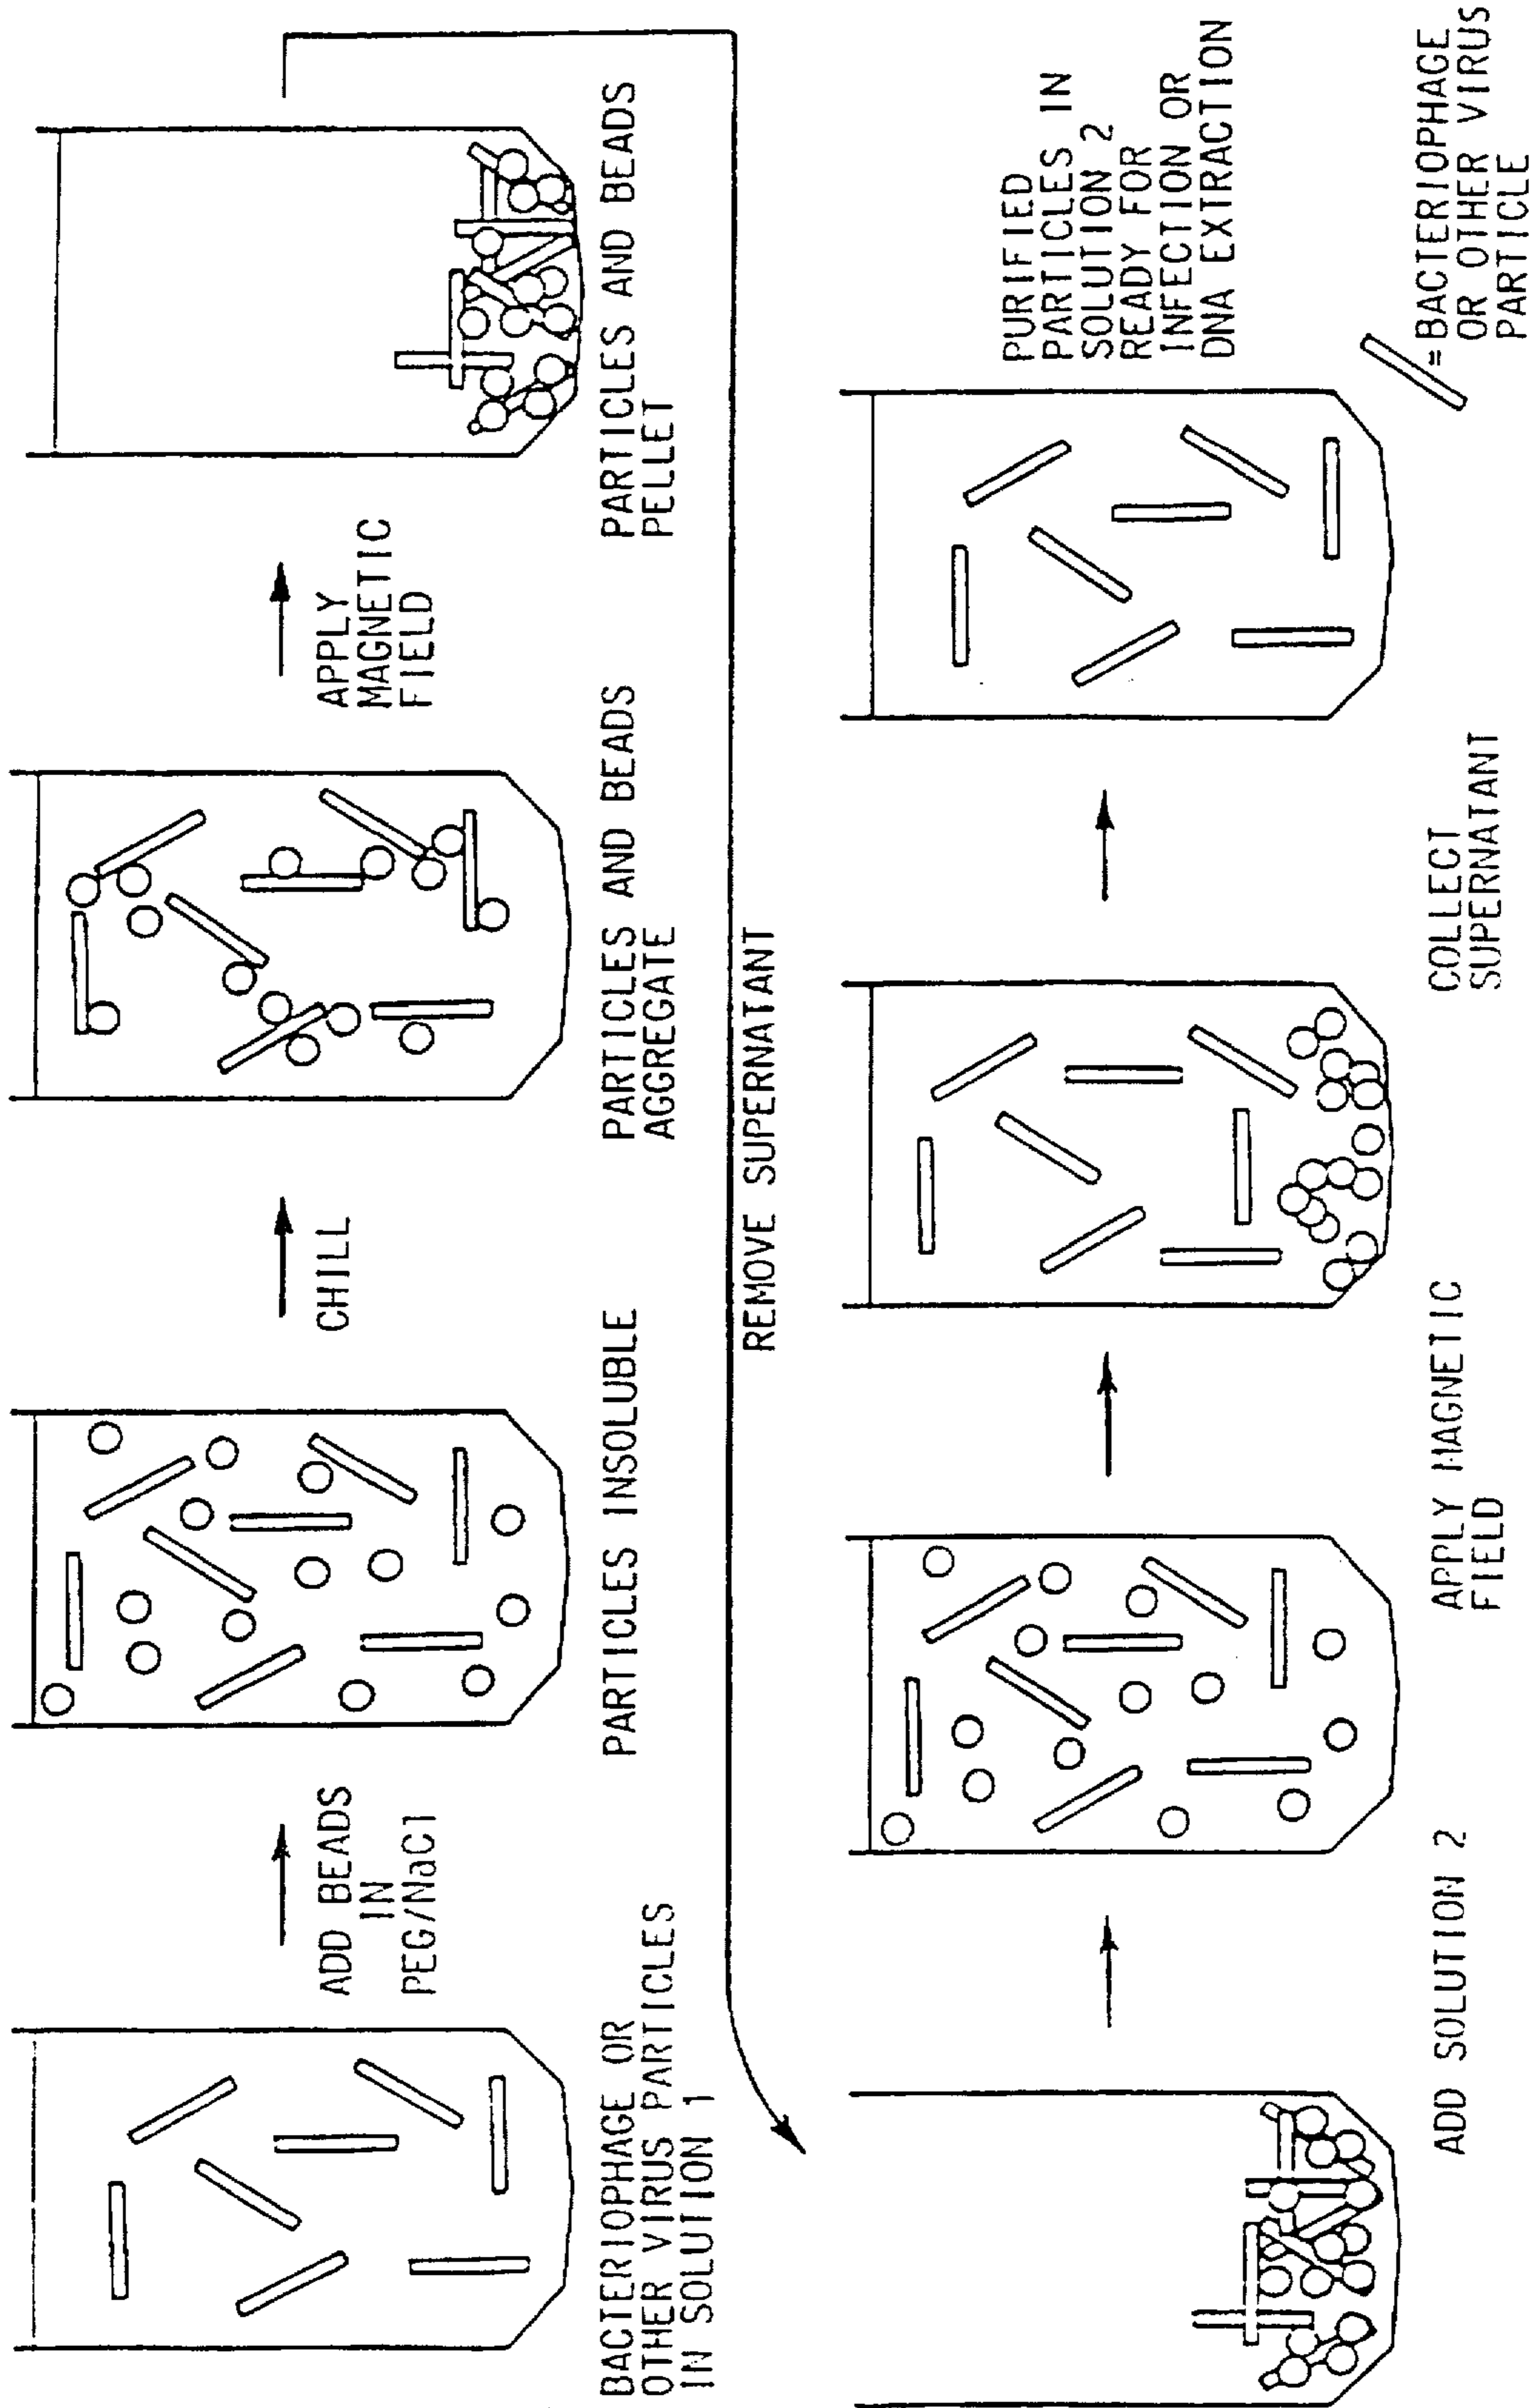 BACTERIOPHAGE OR
OTHER VIRUS PARTICLES
IN SOLUTION 1
ADD BEADS
IN
PEG/NaCl
PARTICLES INSOLUBLE
CHILL
PARTICLES AND BEADS
AGGREGATE
APPLY
MAGNETIC
FIELD
PARTICLES AND BEADS
PELLET
REMOVE SUPERNATANT
ADD SOLUTION 2
APPLY MAGNETIC
FIELD
COLLECT
SUPERNATANT
PURIFIED
PARTICLES IN
SOLUTION 2
READY FOR
INFECTION OR
DNA EXTRACTION
=BACTERIOPHAGE
OR OTHER VIRUS
PARTICLE